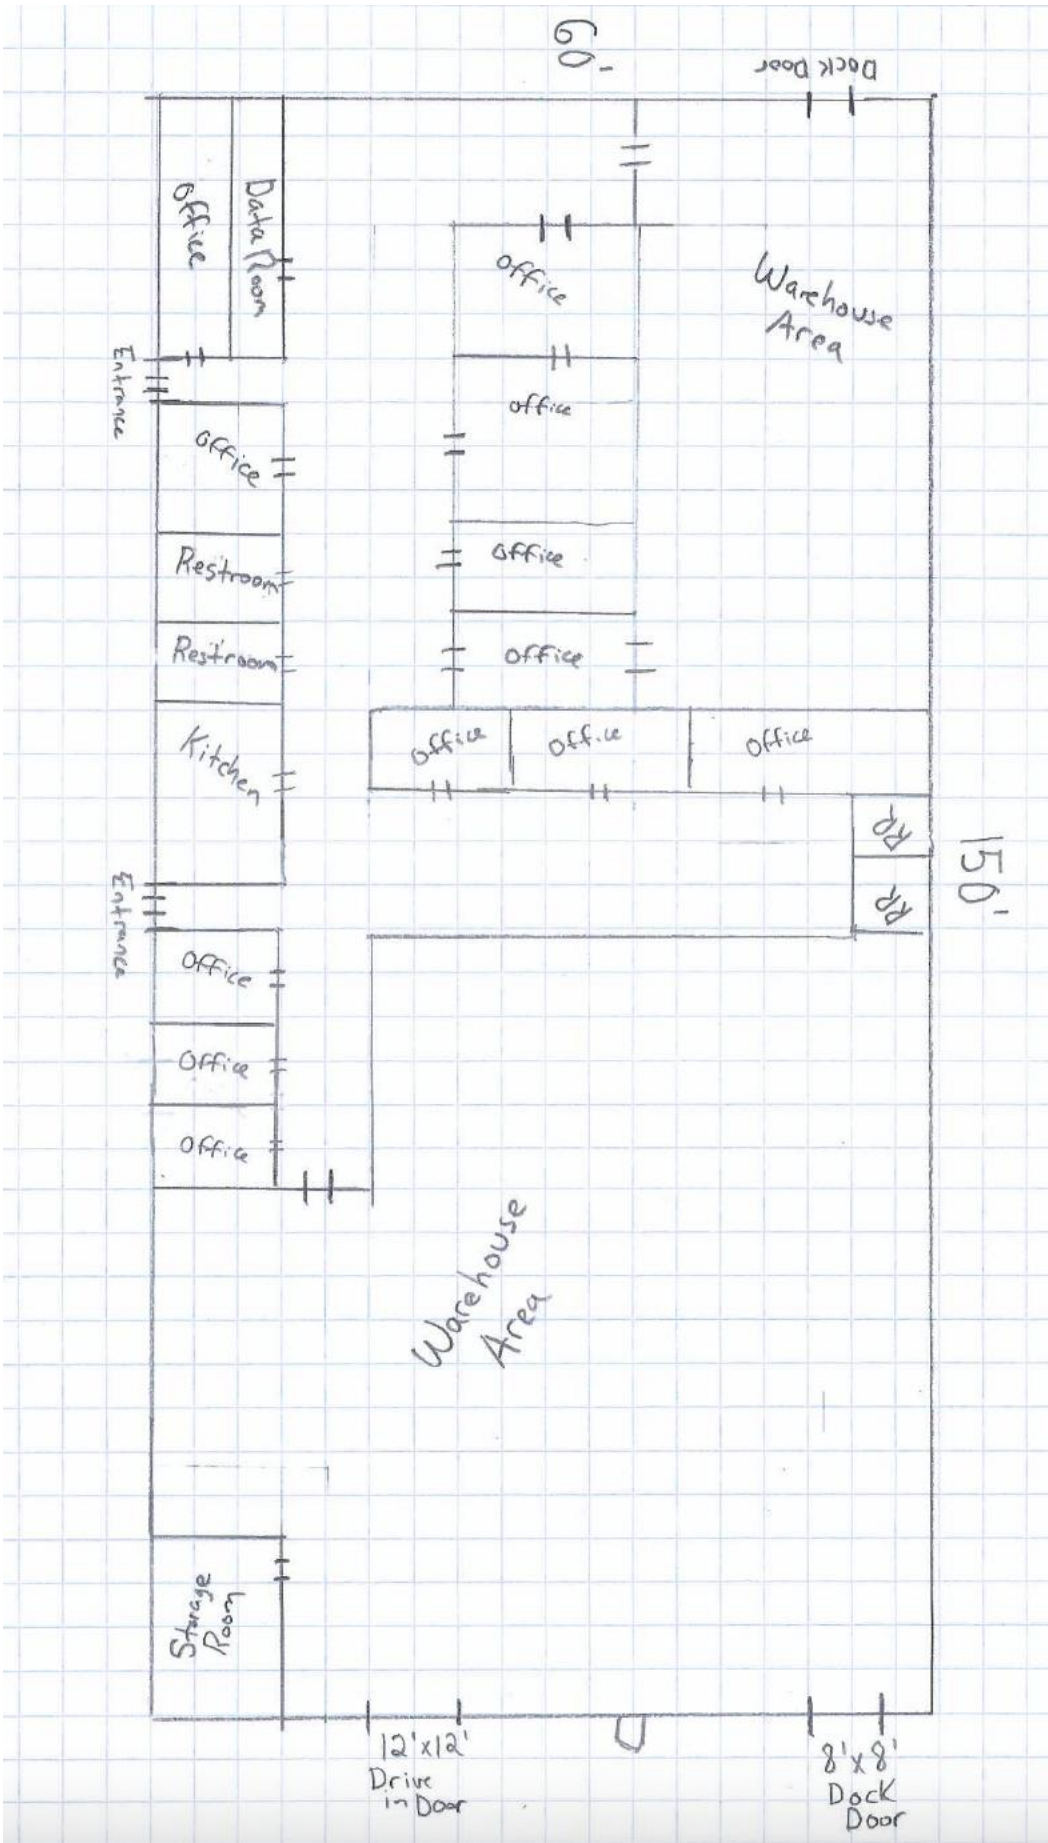 60'
Dock Door
Office
Data Room
Office
Warehouse
Area
Entrance
Office
Office
Restroom
Office
Restroom
Office
Kitchen
Office
Office
Office
RR
150'
RR
Entrance
Office
Office
Office
Warehouse
Area
Storage
Room
12'x12'
Drive
in Door
8'x8'
Dock
Door